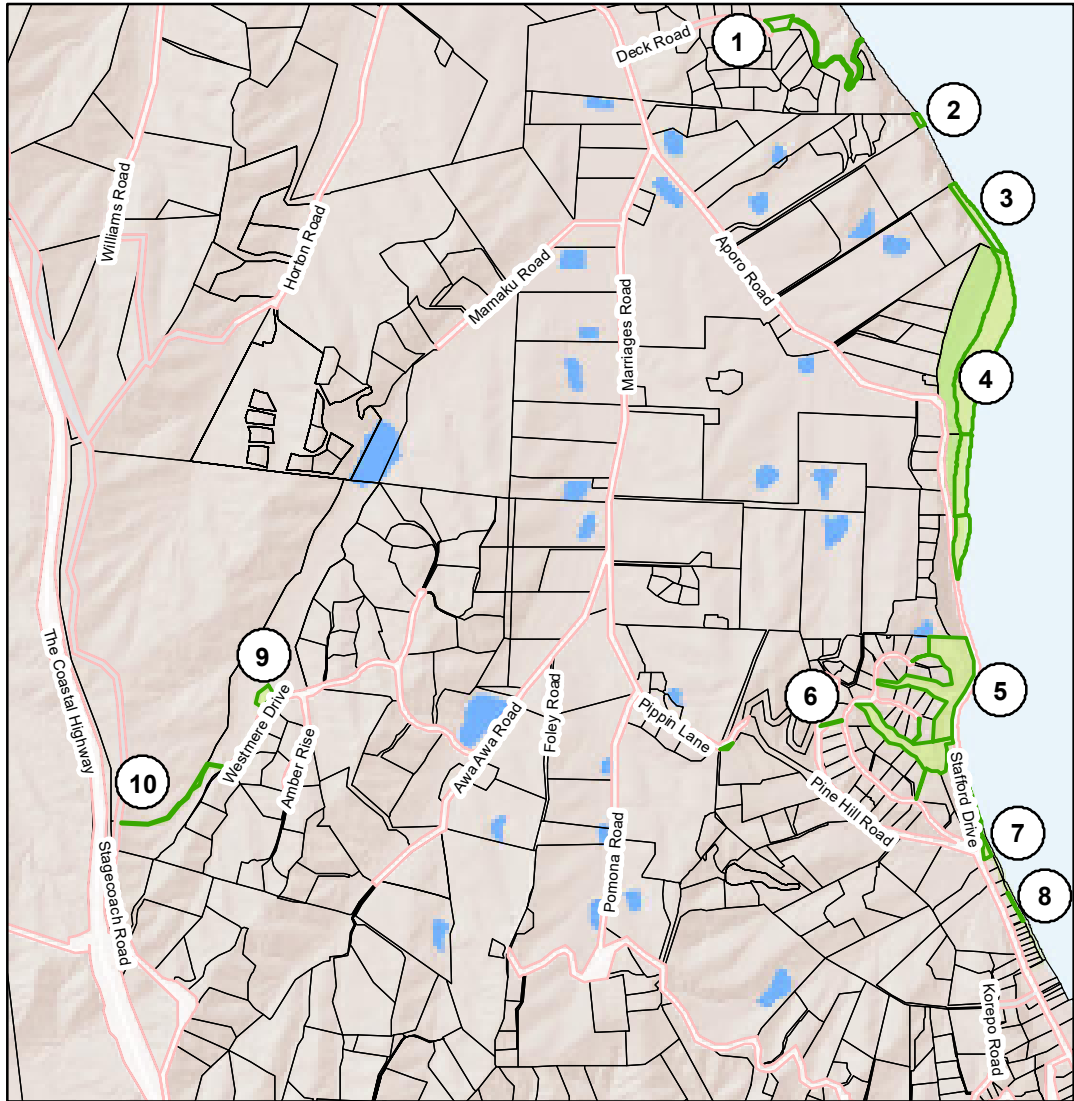 1
Deck Road
2
3
Williams Road
Horton Road
Mamaku Road
Marriages Road
Aporo Road
4
The Coastal Highway
9
Westmere Drive
Amber Rise
Awa Awa Road
Foley Road
Pippin Lane
6
5
10
Pine Hill Road
Stafford Drive
7
Stagecoach Road
Pomona Road
8
Korepo Road